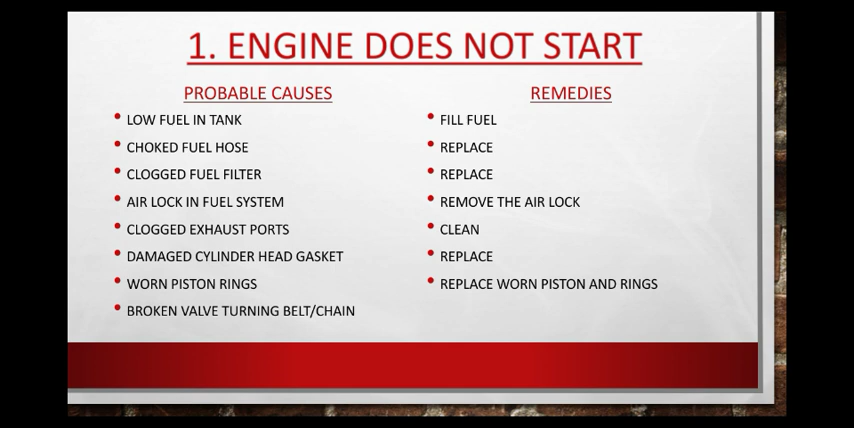 1. ENGINE DOES NOT START
PROBABLE CAUSES
• LOW FUEL IN TANK
• CHOKED FUEL HOSE
• CLOGGED FUEL FILTER
• AIR LOCK IN FUEL SYSTEM
• CLOGGED EXHAUST PORTS
• DAMAGED CYLINDER HEAD GASKET
• WORN PISTON RINGS
• BROKEN VALVE TURNING BELT/CHAIN
REMEDIES
• FILL FUEL
• REPLACE
• REPLACE
• REMOVE THE AIR LOCK
• CLEAN
• REPLACE
• REPLACE WORN PISTON AND RINGS